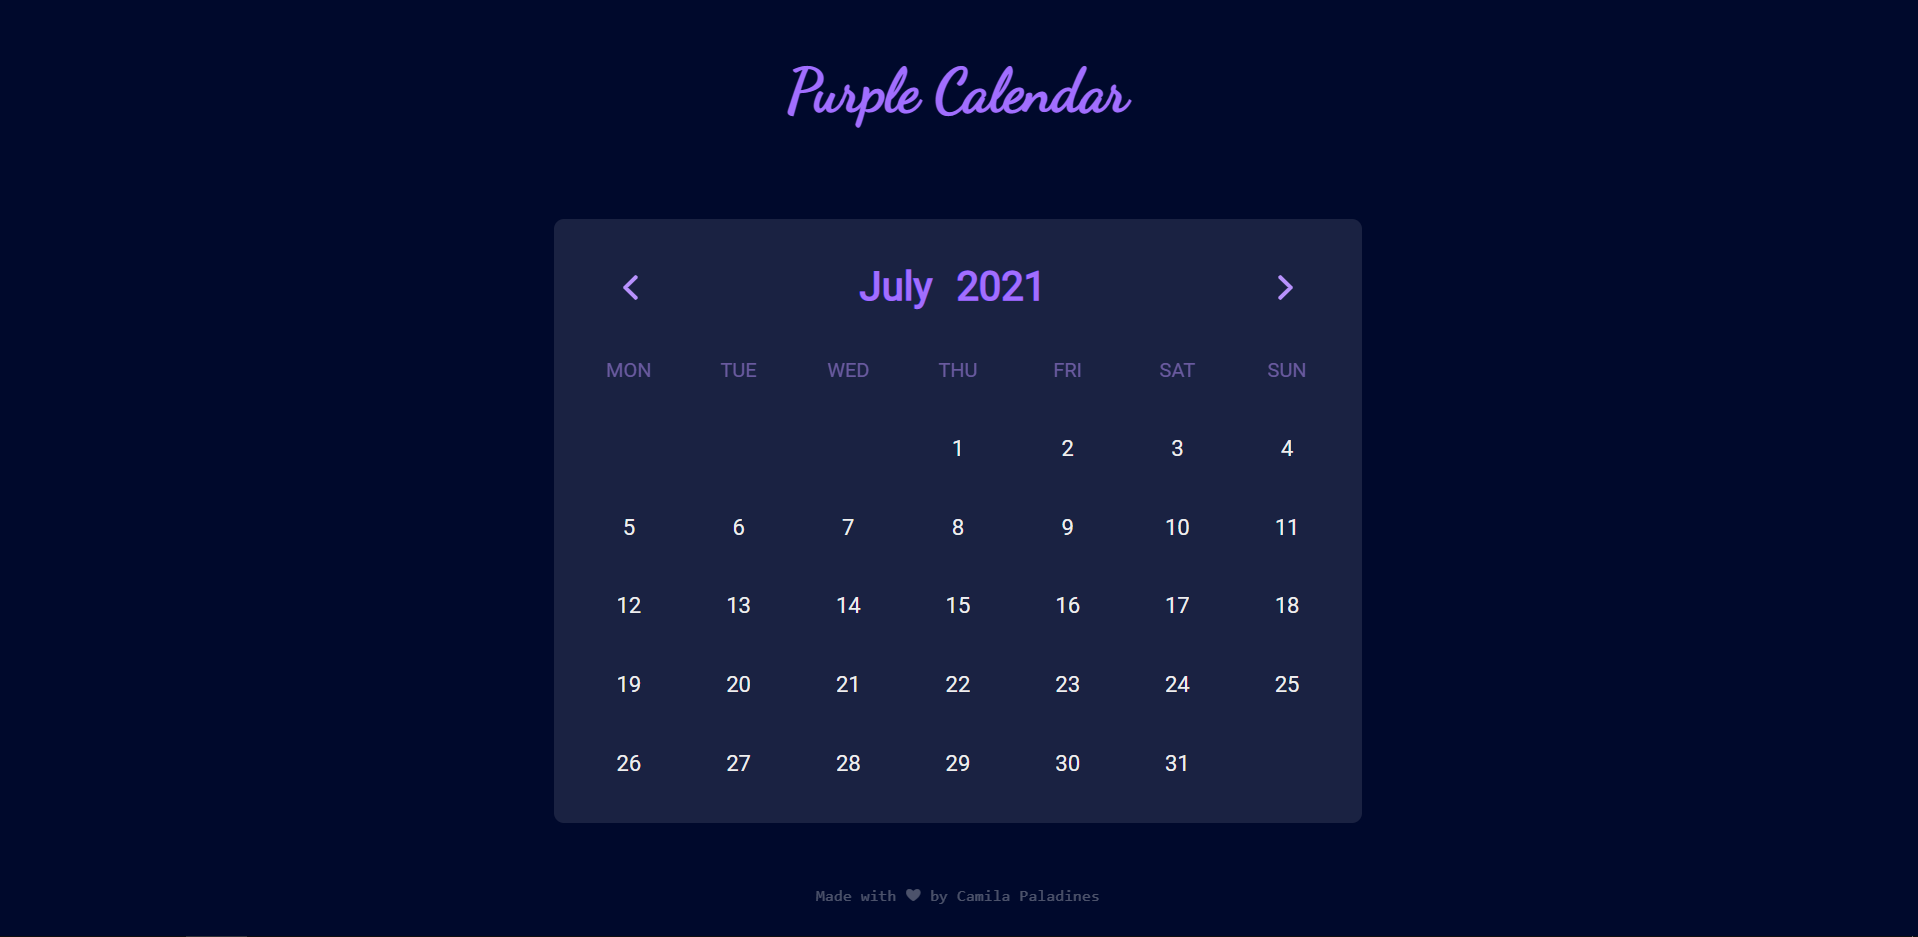 Purple Calendar
July 2021
MON TUE WED THU FRI SAT SUN
1 2 3 4
5 6 7 8 9 10 11
12 13 14 15 16 17 18
19 20 21 22 23 24 25
26 27 28 29 30 31
Made with ♥ by Camila Paladines